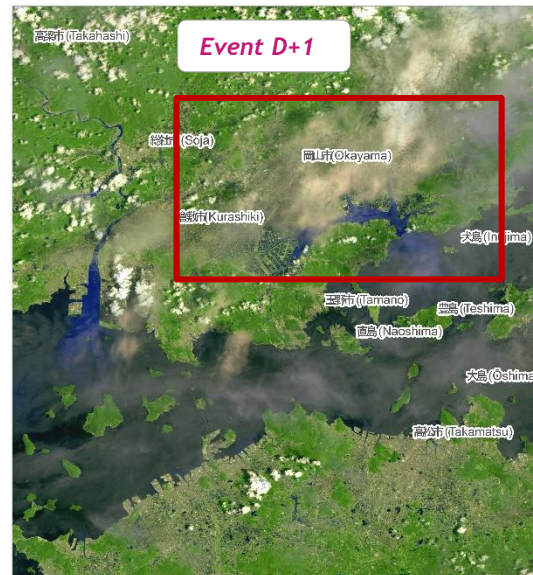 Event D+1
高梁市(Takahashi)
総社市(Soja)
岡山市(Okayama)
倉敷市(Kurashiki)
犬島(Inujima)
玉野市(Tamano)
豊島(Teshima)
直島(Naoshima)
大島(Ōshima
高松市(Takamatsu)